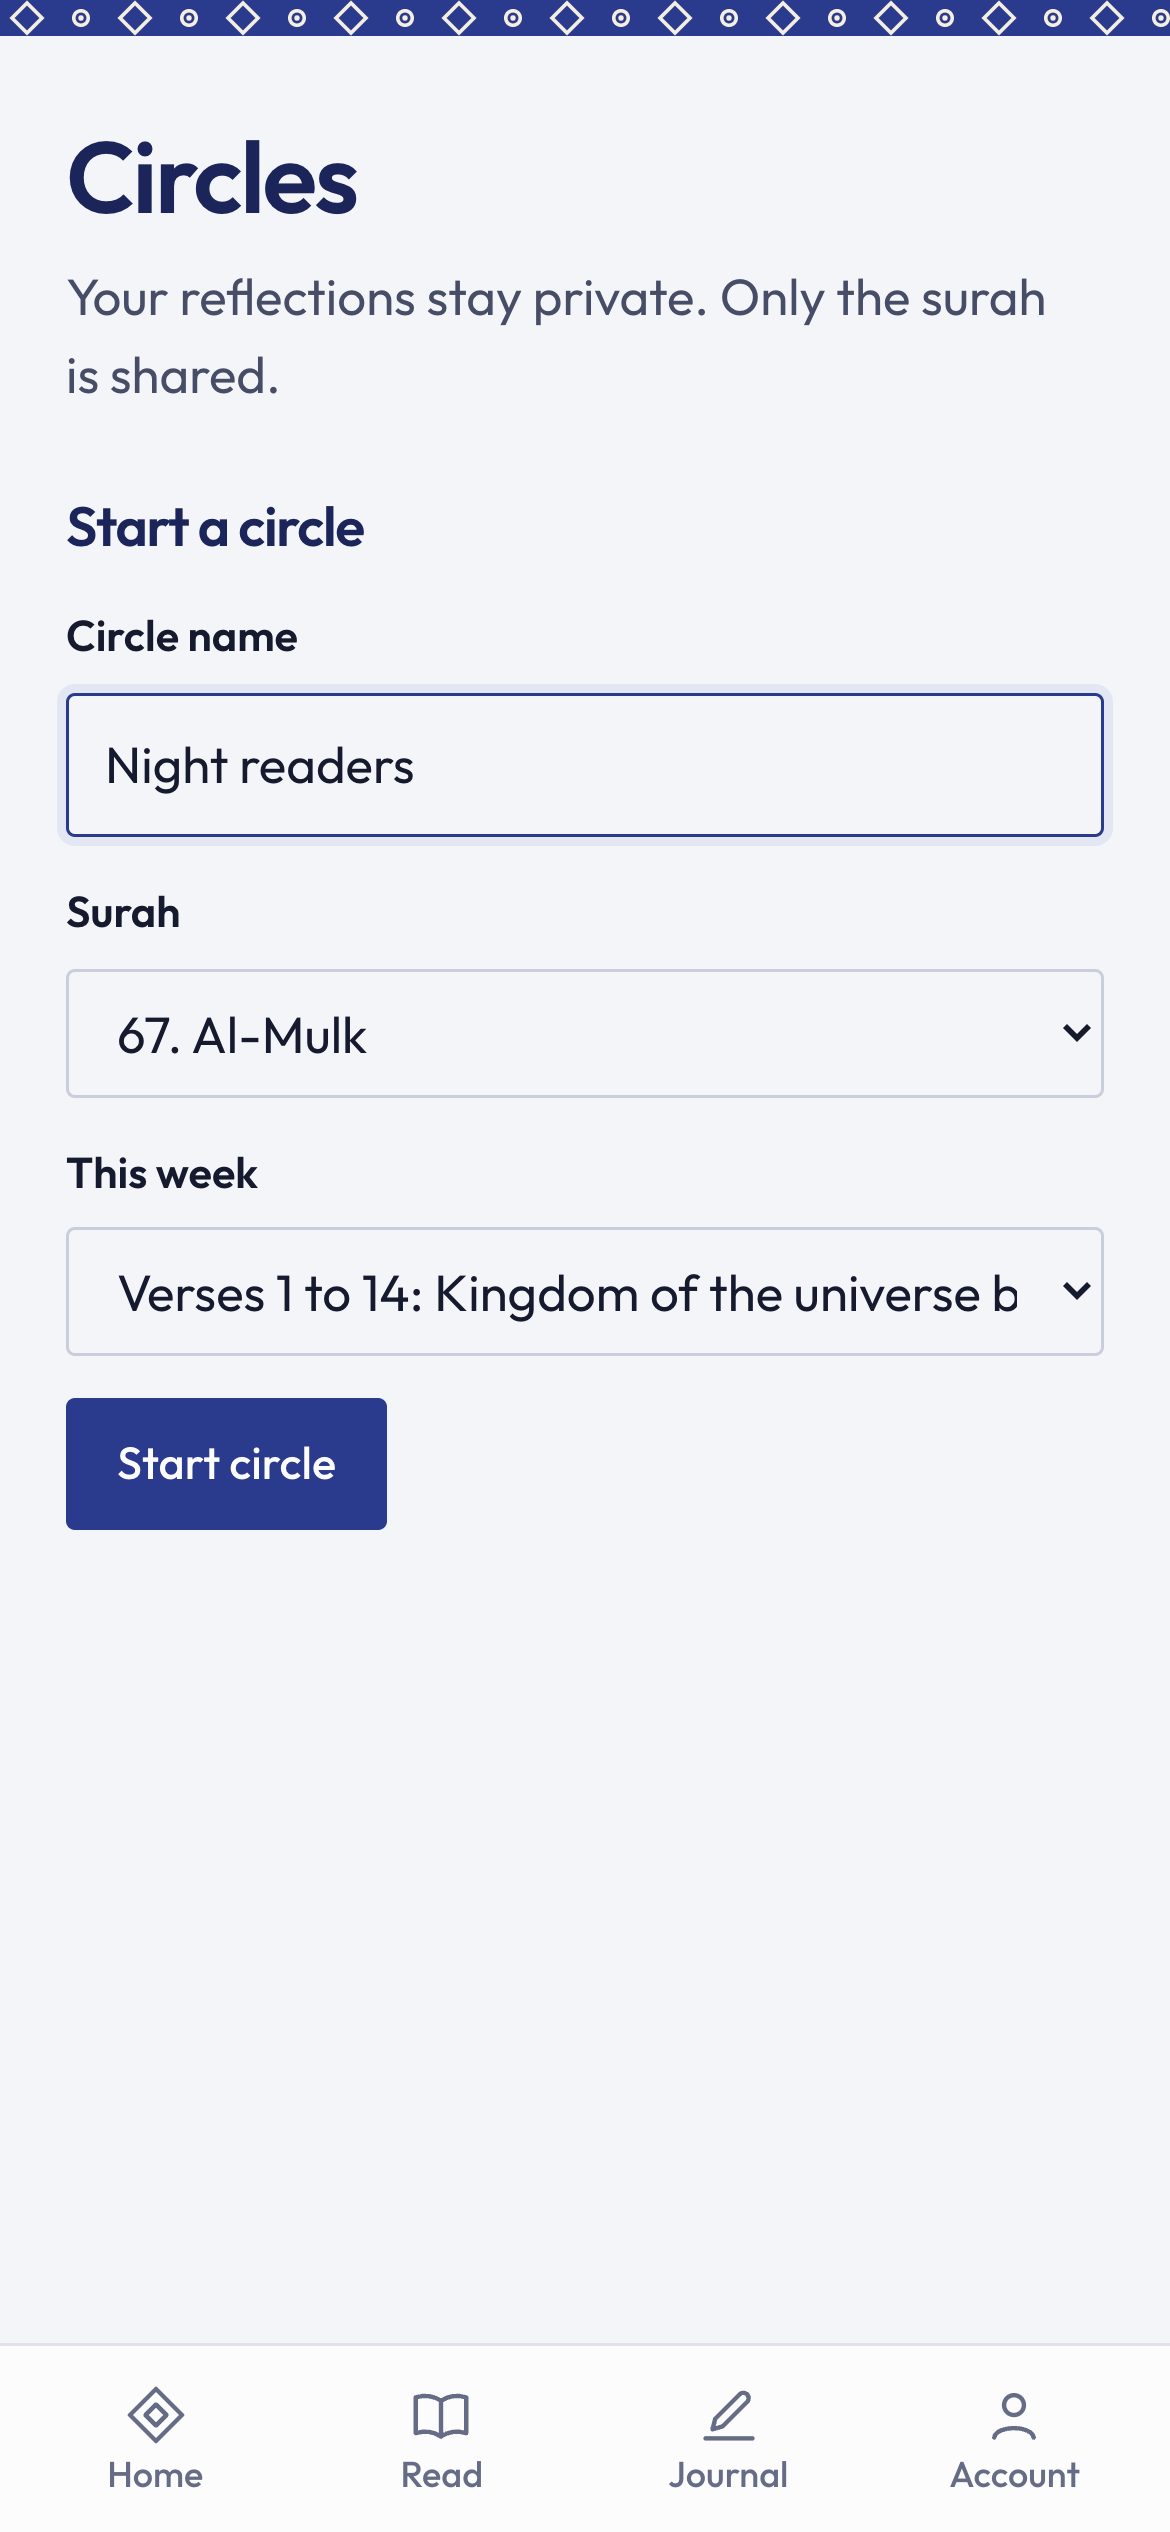 Circles
Your reflections stay private. Only the surah
is shared.
Start a circle
Circle name
Night readers
Surah
67. Al-Mulk
This week
Verses 1 to 14: Kingdom of the universe b
Start circle
Home
Read
Journal
Account